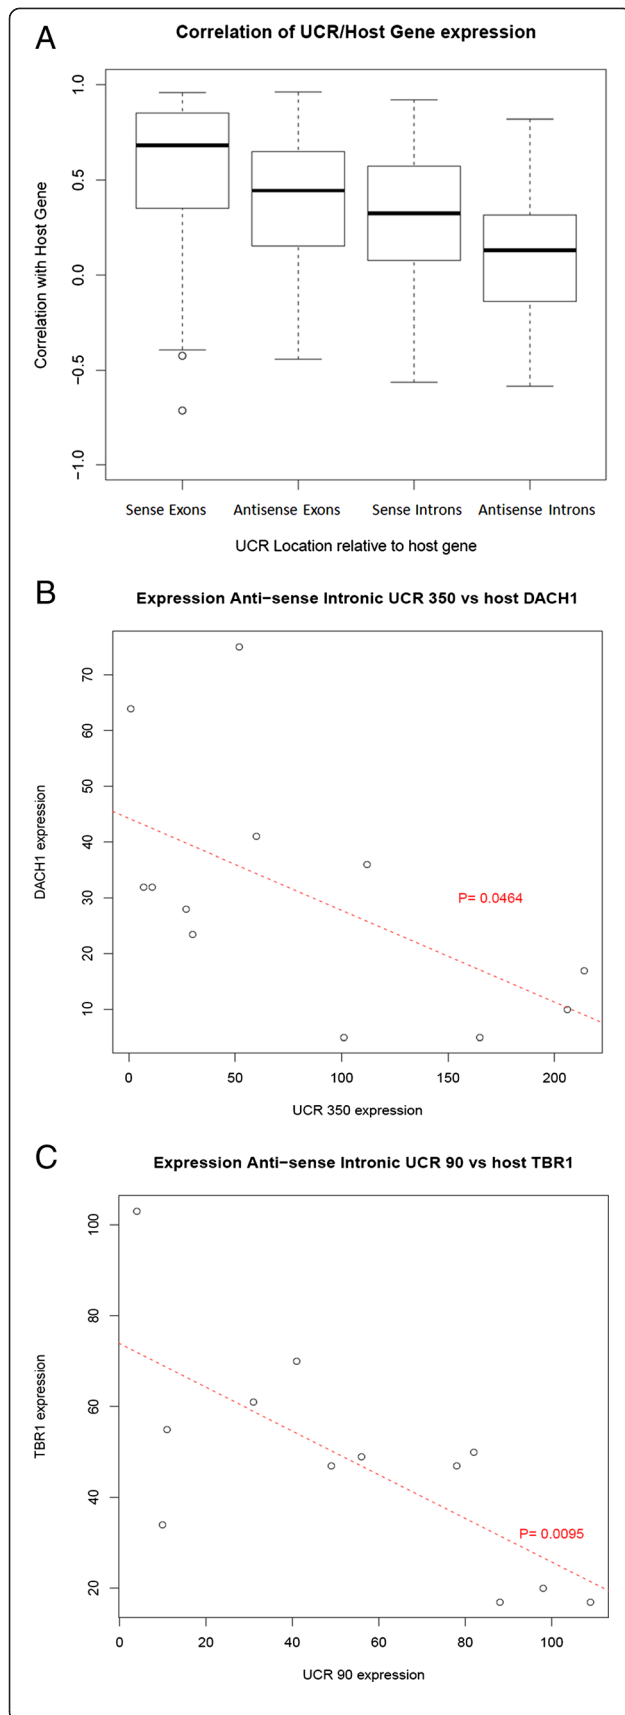 A
Correlation of UCR/Host Gene expression
Correlation with Host Gene
1.0
0.5
0.0
−0.5
−1.0
Sense Exons Antisense Exons Sense Introns Antisense Introns
UCR Location relative to host gene
B
Expression Anti−sense Intronic UCR 350 vs host DACH1
DACH1 expression
70
60
50
40
30
20
10
P= 0.0464
0 50 100 150 200
UCR 350 expression
C
Expression Anti−sense Intronic UCR 90 vs host TBR1
TBR1 expression
100
80
60
40
20
P= 0.0095
0 20 40 60 80 100
UCR 90 expression